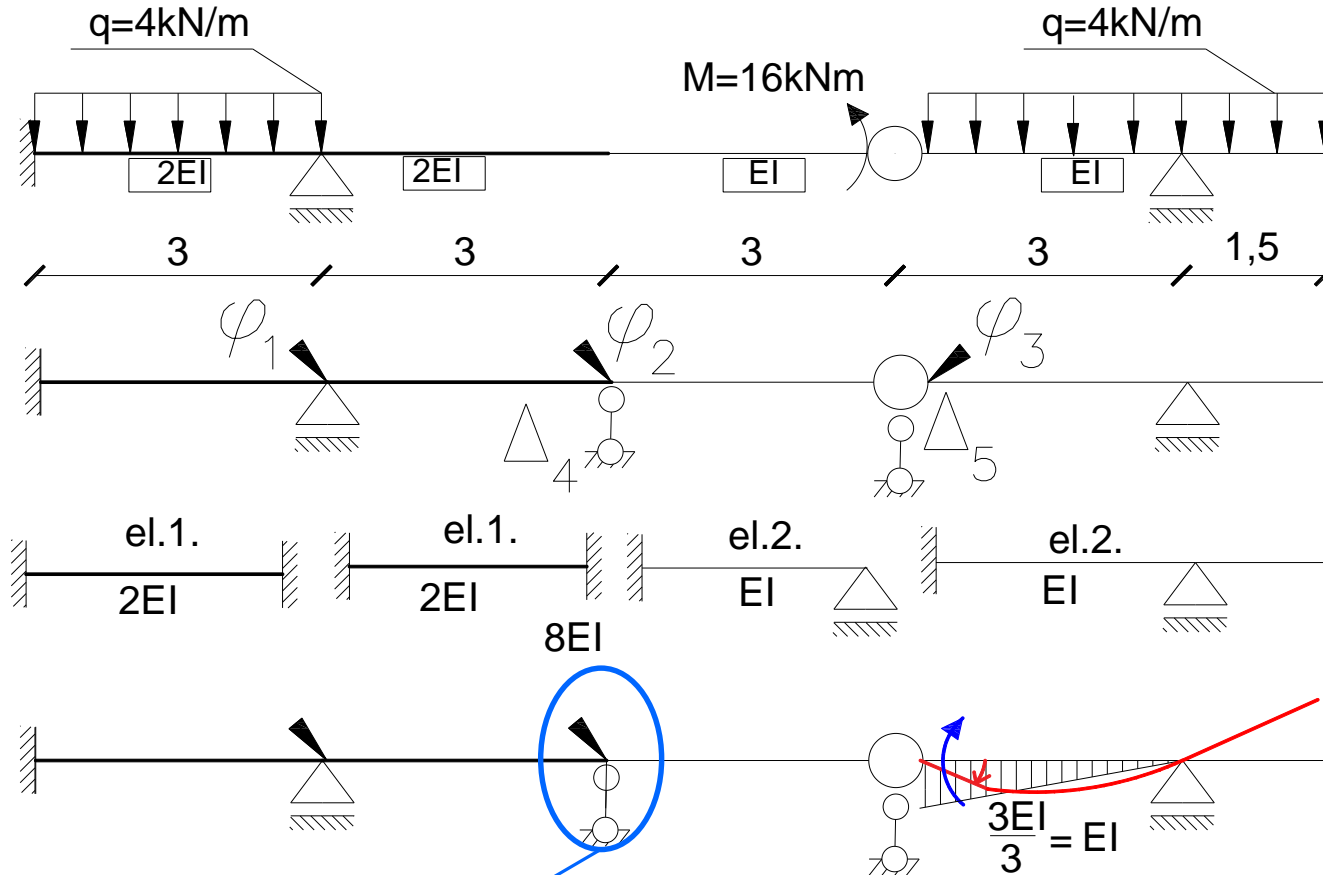 q=4kN/m q=4kN/m
M=16kNm
2EI 2EI EI EI
3 3 3 3 1,5
φ1 φ2 φ3
Δ4 Δ5
el.1. el.1. el.2. el.2.
2EI 2EI EI EI
8EI
3EI/3 = EI